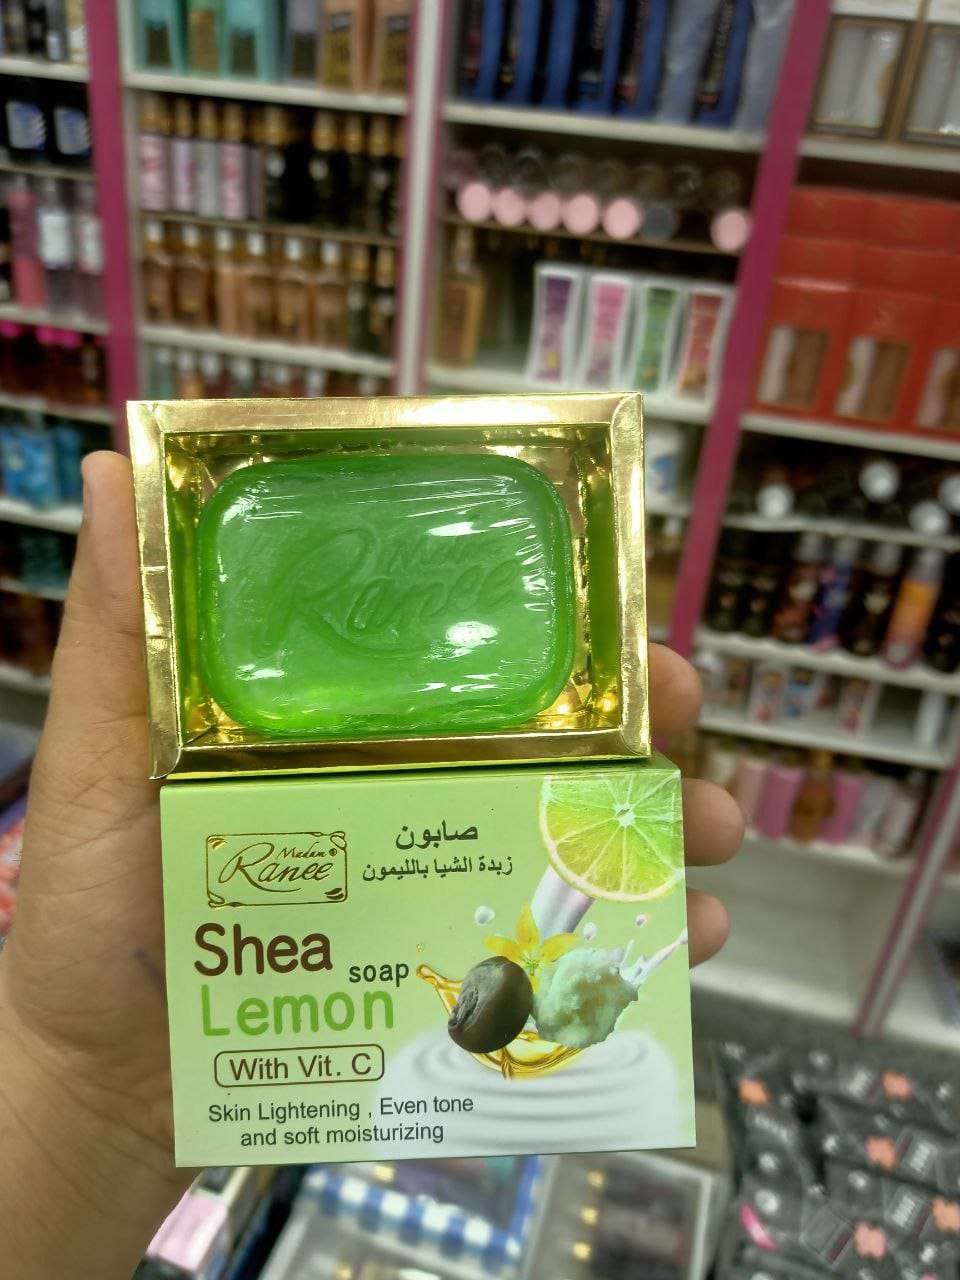 Madam
Ranee
Madam®
Ranee
صابون
زبدة الشيا بالليمون
Shea
soap
Lemon
With Vit. C
Skin Lightening , Even tone
and soft moisturizing